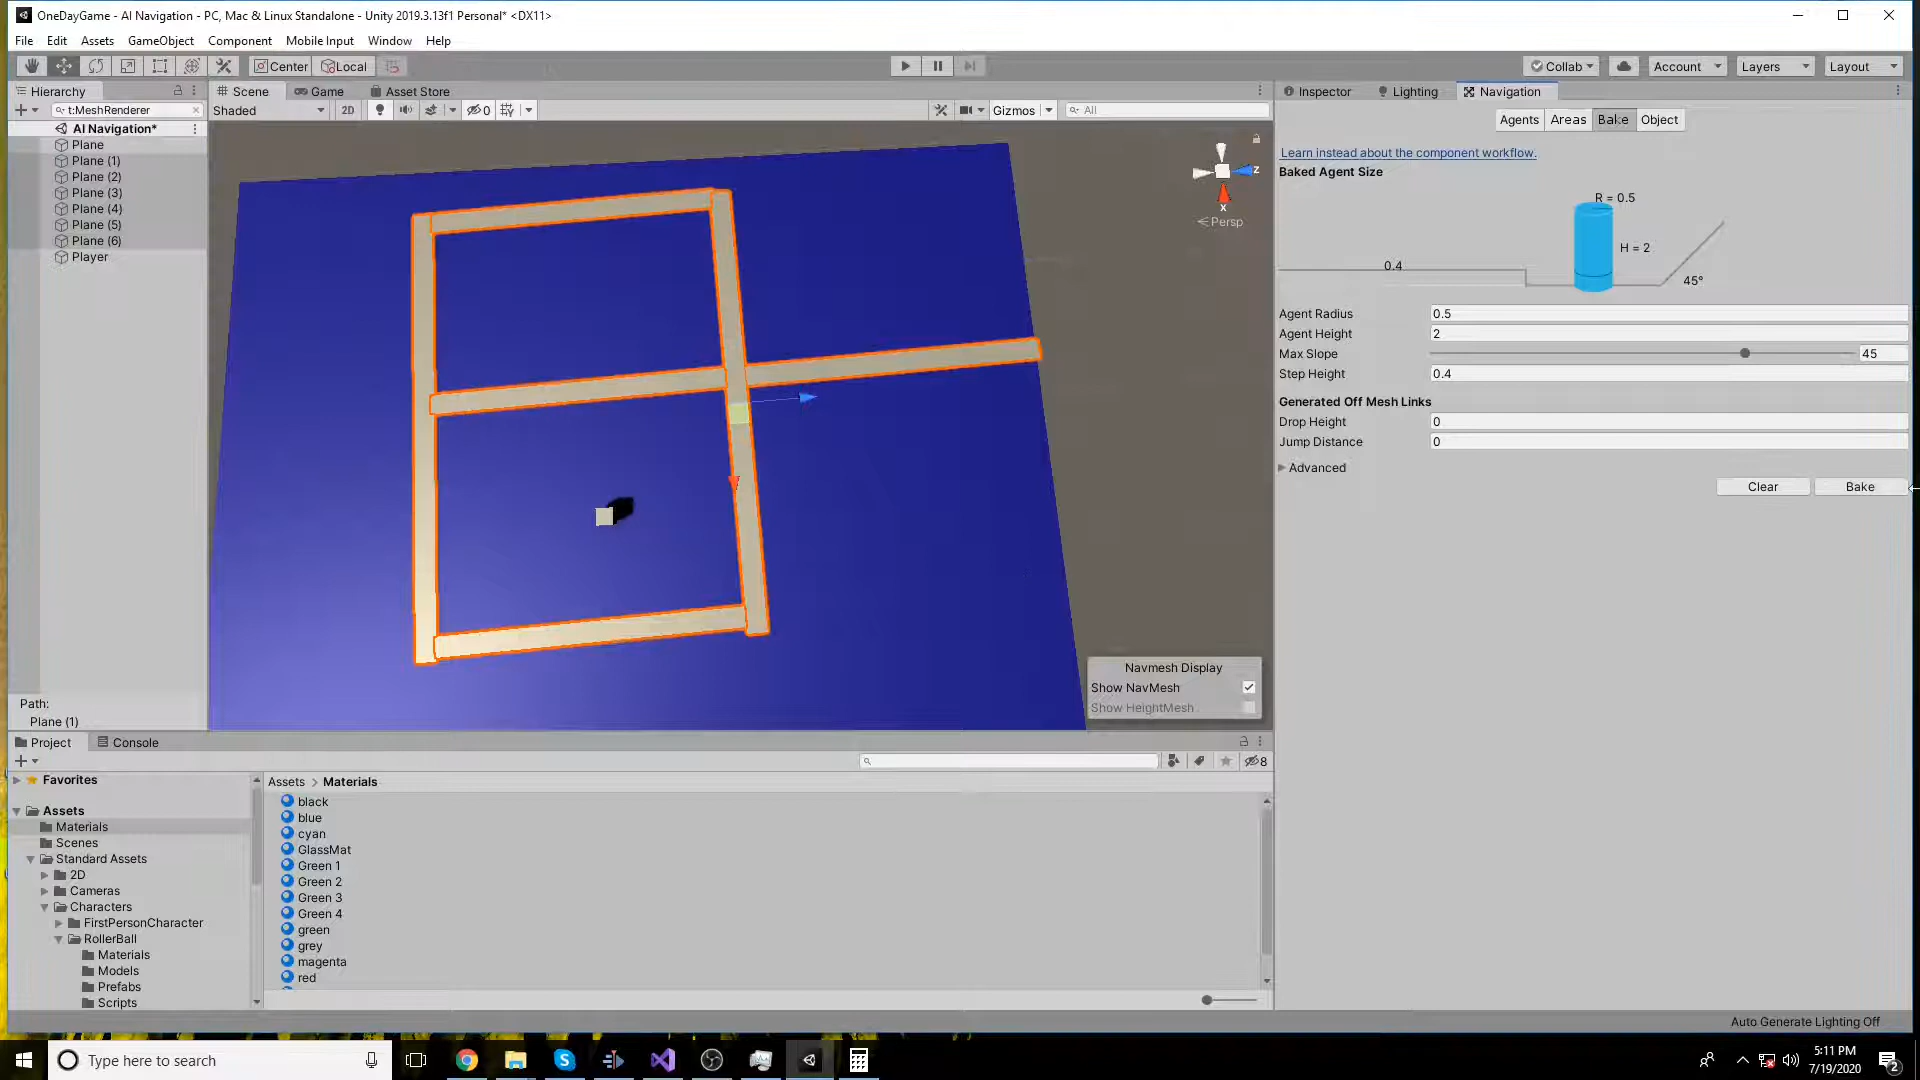 OneDayGame - AI Navigation - PC, Mac & Linux Standalone - Unity 2019.3.13f1 Personal* <DX11>
File Edit Assets GameObject Component Mobile Input Window Help
Center Local Collab Account Layers Layout
Hierarchy Scene Game Asset Store Inspector Lighting Navigation
t:MeshRenderer Shaded 2D 0 Gizmos All
AI Navigation*
Plane
Plane (1)
Plane (2)
Plane (3)
Plane (4)
Plane (5)
Plane (6)
Player
Path:
Plane (1)
z
x
Persp
Navmesh Display
Show NavMesh
Show HeightMesh
Agents Areas Bake Object
Learn instead about the component workflow.
Baked Agent Size
R = 0.5
H = 2
0.4
45°
Agent Radius 0.5
Agent Height 2
Max Slope 45
Step Height 0.4
Generated Off Mesh Links
Drop Height 0
Jump Distance 0
Advanced
Clear Bake
Project Console
8
Favorites
Assets
Materials
Scenes
Standard Assets
2D
Cameras
Characters
FirstPersonCharacter
RollerBall
Materials
Models
Prefabs
Scripts
Assets > Materials
black
blue
cyan
GlassMat
Green 1
Green 2
Green 3
Green 4
green
grey
magenta
red
Auto Generate Lighting Off
Type here to search
5:11 PM
7/19/2020
2